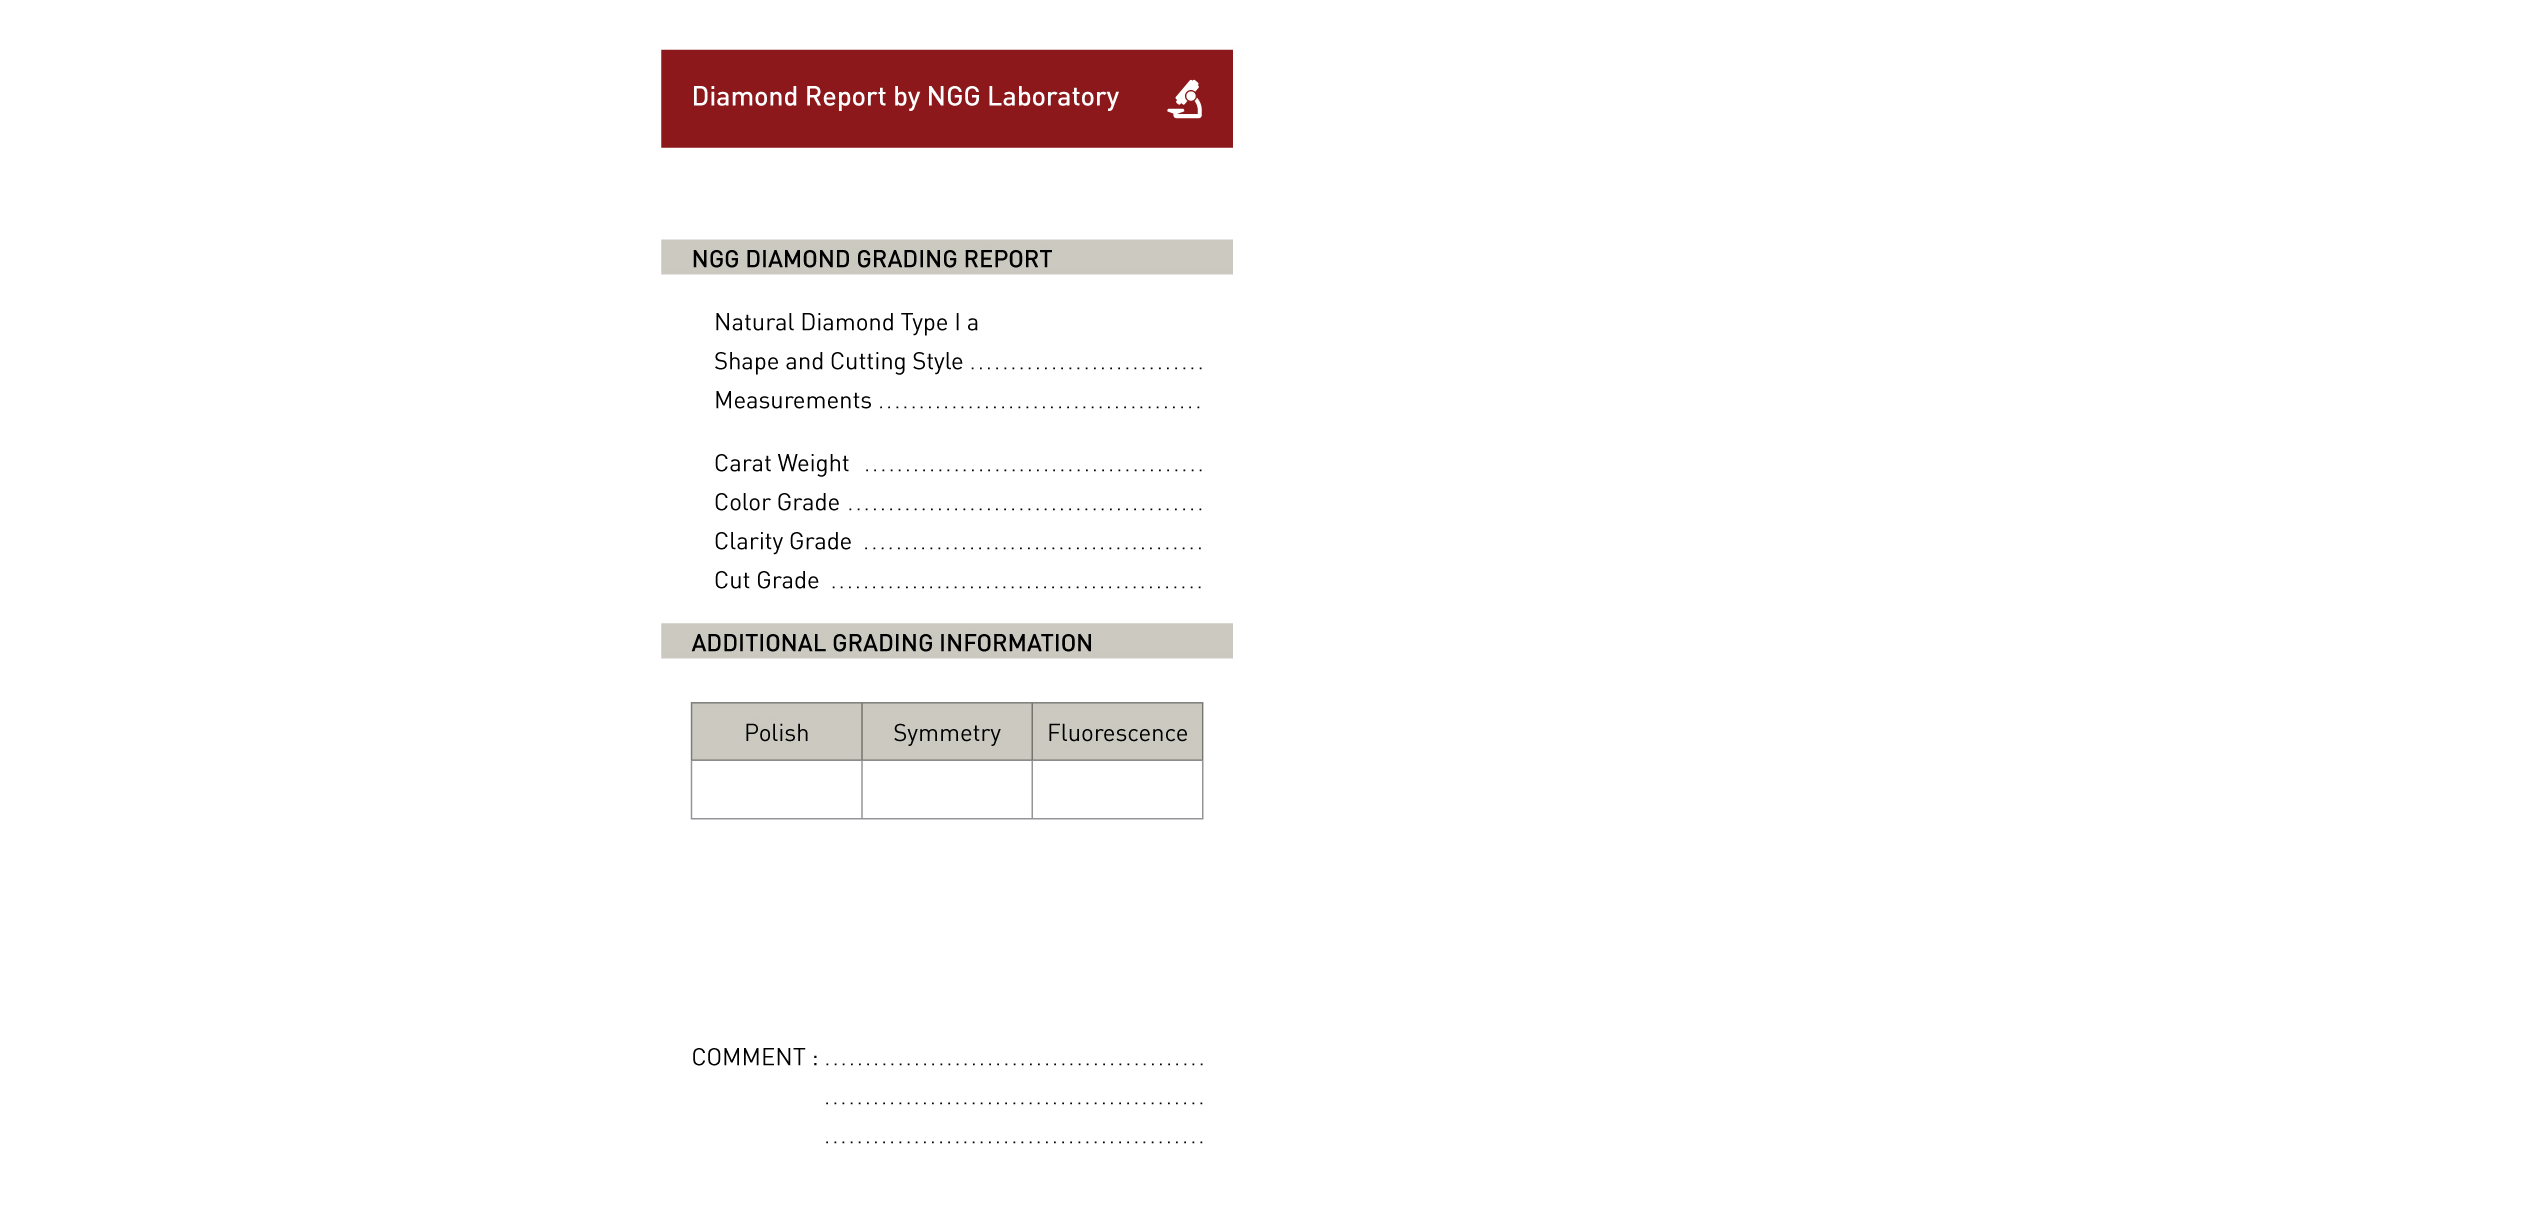 Diamond Report by NGG Laboratory
NGG DIAMOND GRADING REPORT
Natural Diamond Type I a
Shape and Cutting Style .............................
Measurements ........................................
Carat Weight ..........................................
Color Grade ............................................
Clarity Grade ..........................................
Cut Grade ..............................................
ADDITIONAL GRADING INFORMATION
Polish Symmetry Fluorescence
COMMENT : ...............................................
...............................................
...............................................